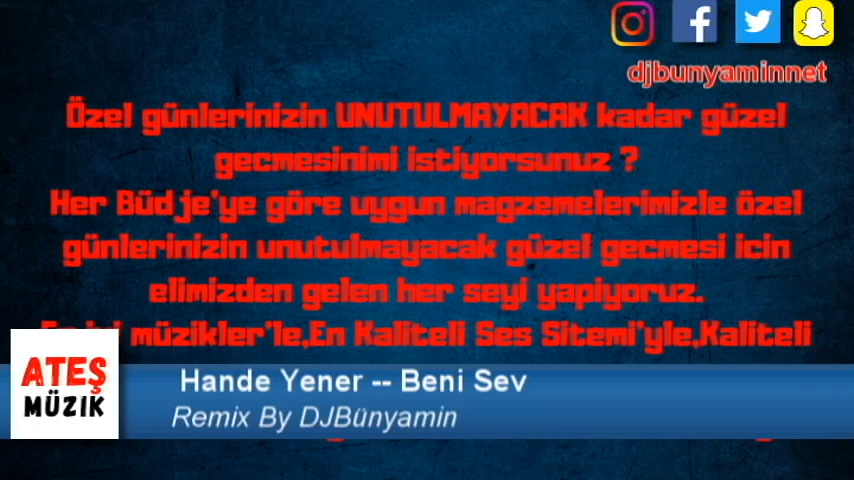 djbunyaminnet
Özel günlerinizin UNUTULMAYACAK kadar güzel
gecmesinimi istiyorsunuz ?
Her Büdje'ye göre uygun magzemelerimizle özel
günlerinizin unutulmayacak güzel gecmesi icin
elimizden gelen her seyi yapiyoruz.
müzikler'le,En Kaliteli Ses Sitemi'yle,Kaliteli
ATEŞ
MÜZIK
Hande Yener -- Beni Sev
Remix By DJBünyamin